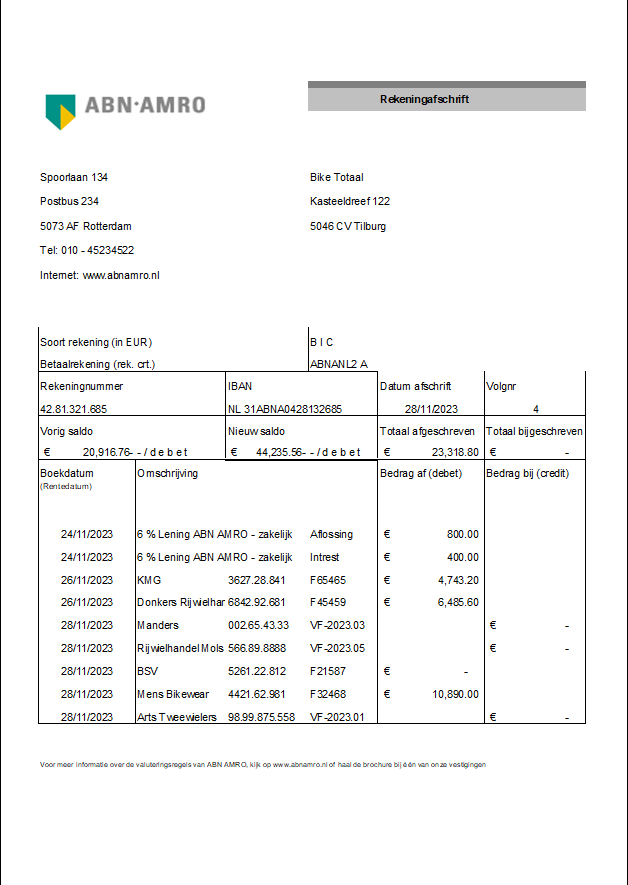 ABN·AMRO
Rekeningafschrift
Spoorlaan 134 Bike Totaal
Postbus 234 Kasteeldreef 122
5073 AF Rotterdam 5046 CV Tilburg
Tel: 010 - 45234522
Internet: www.abnamro.nl
Soort rekening (in EUR) B I C
Betaalrekening (rek. crt.) ABNANL2 A
Rekeningnummer IBAN Datum afschrift Volgnr
42.81.321.685 NL 31ABNA0428132685 28/11/2023 4
Vorig saldo Nieuw saldo Totaal afgeschreven Totaal bijgeschreven
€ 20,916.76- - / d e b e t € 44,235.56- - / d e b e t € 23,318.80 € -
Boekdatum Omschrijving Bedrag af (debet) Bedrag bij (credit)
(Rentedatum)
24/11/2023 6 % Lening ABN AMRO - zakelijk Aflossing € 800.00
24/11/2023 6 % Lening ABN AMRO - zakelijk Intrest € 400.00
26/11/2023 KMG 3627.28.841 F65465 € 4,743.20
26/11/2023 Donkers Rijwielhar 6842.92.681 F45459 € 6,485.60
28/11/2023 Manders 002.65.43.33 VF-2023.03 € -
28/11/2023 Rijwielhandel Mols 566.89.8888 VF-2023.05 € -
28/11/2023 BSV 5261.22.812 F21587 € -
28/11/2023 Mens Bikewear 4421.62.981 F32468 € 10,890.00
28/11/2023 Arts Tweewielers 98.99.875.558 VF-2023.01 € -
Voor meer informatie over de valuteringsregels van ABN AMRO, kijk op www.abnamro.nl of haal de brochure bij één van onze vestigingen